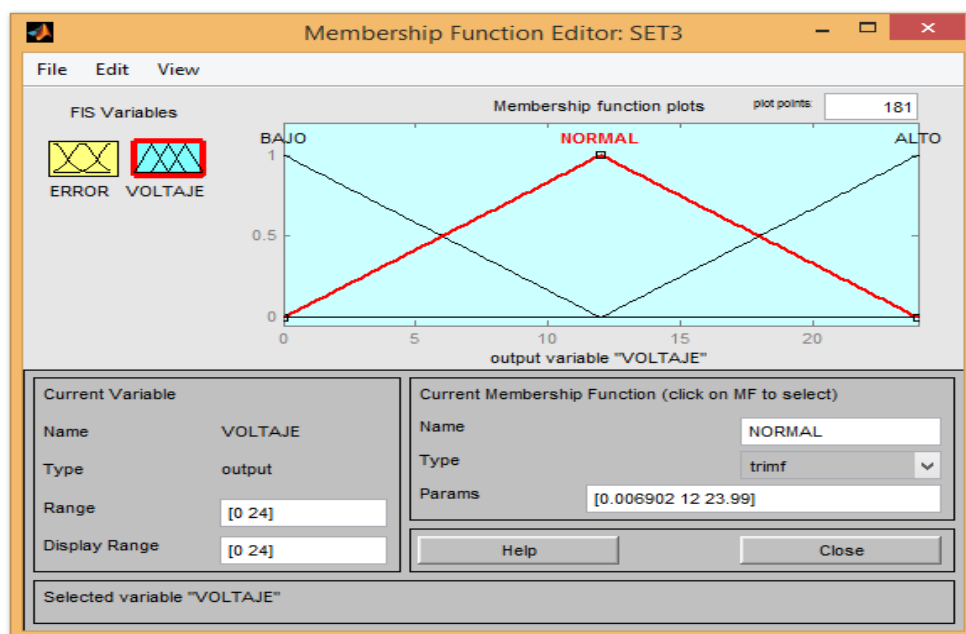 Membership Function Editor: SET3
File Edit View
FIS Variables
ERROR VOLTAJE
Membership function plots plot points: 181
BAJO NORMAL ALTO
1
0.5
0
0 5 10 15 20
output variable "VOLTAJE"
Current Variable
Name VOLTAJE
Type output
Range [0 24]
Display Range [0 24]
Current Membership Function (click on MF to select)
Name NORMAL
Type trimf
Params [0.006902 12 23.99]
Help Close
Selected variable "VOLTAJE"